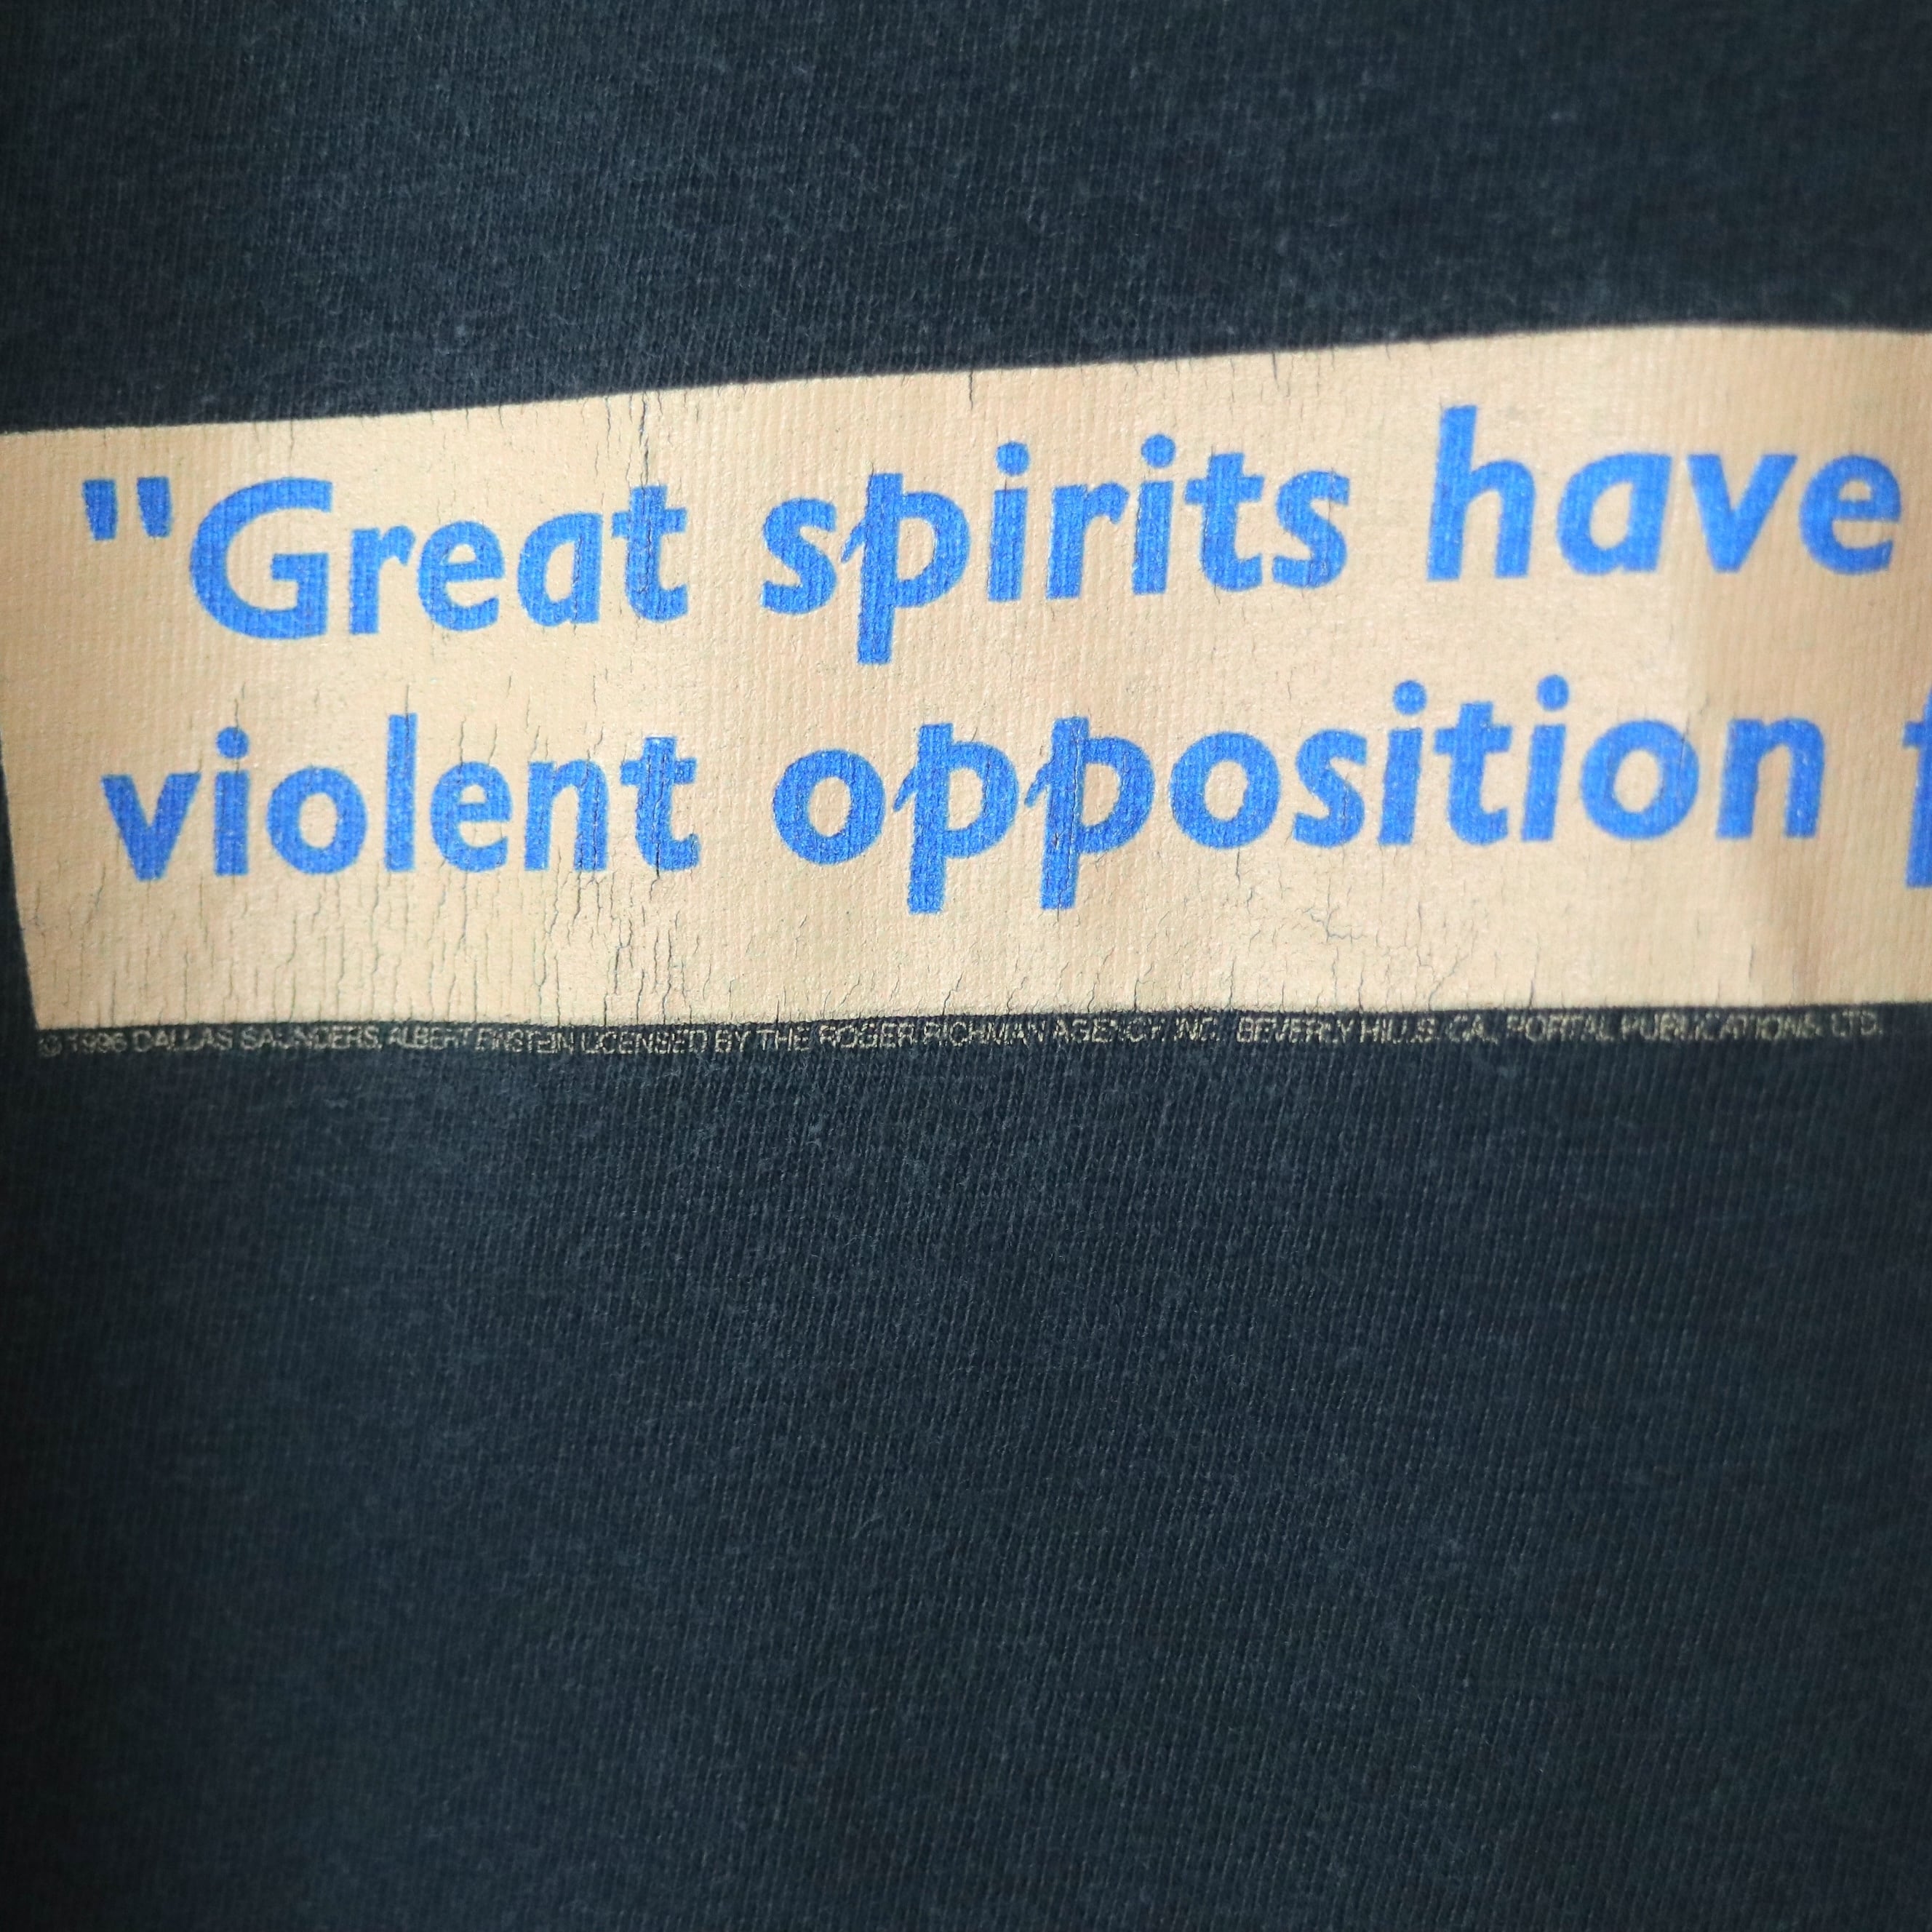 "Great spirits have
violent opposition
© 1996 DALLAS SAUNDERS, ALBERT EINSTEIN LICENSED BY THE ROGER RICHMAN AGENCY, INC. BEVERLY HILLS, CA., PORTAL PUBLICATIONS LTD.